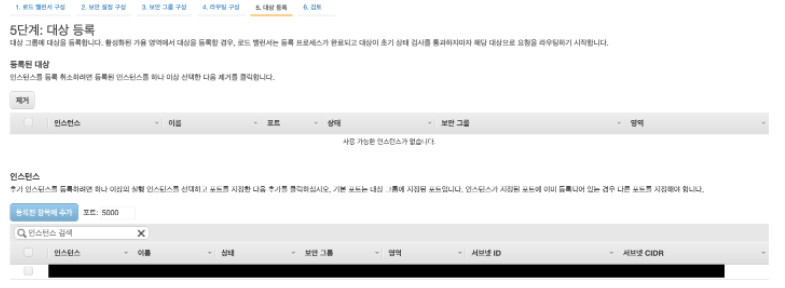 1. 로드 밸런서 구성 2. 보안 설정 구성 3. 보안 그룹 구성 4. 라우팅 구성 5. 대상 등록 6. 검토
5단계: 대상 등록
대상 그룹에 대상을 등록합니다. 활성화된 가용 영역에서 대상을 등록할 경우, 로드 밸런서는 등록 프로세스가 완료되고 대상이 초기 상태 검사를 통과하자마자 해당 대상으로 요청을 라우팅하기 시작합니다.
등록된 대상
인스턴스를 등록 취소하려면 등록된 인스턴스를 하나 이상 선택한 다음 제거를 클릭합니다.
제거
인스턴스 이름 포트 상태 보안 그룹 영역
사용 가능한 인스턴스가 없습니다.
인스턴스
추가 인스턴스를 등록하려면 하나 이상의 실행 인스턴스를 선택하고 포트를 지정한 다음 추가를 클릭하십시오. 기본 포트는 대상 그룹에 지정된 포트입니다. 인스턴스가 지정된 포트에 이미 등록되어 있는 경우 다른 포트를 지정해야 합니다.
등록된 항목에 추가 포트: 5000
인스턴스 검색 X
인스턴스 이름 상태 보안 그룹 영역 서브넷 ID 서브넷 CIDR